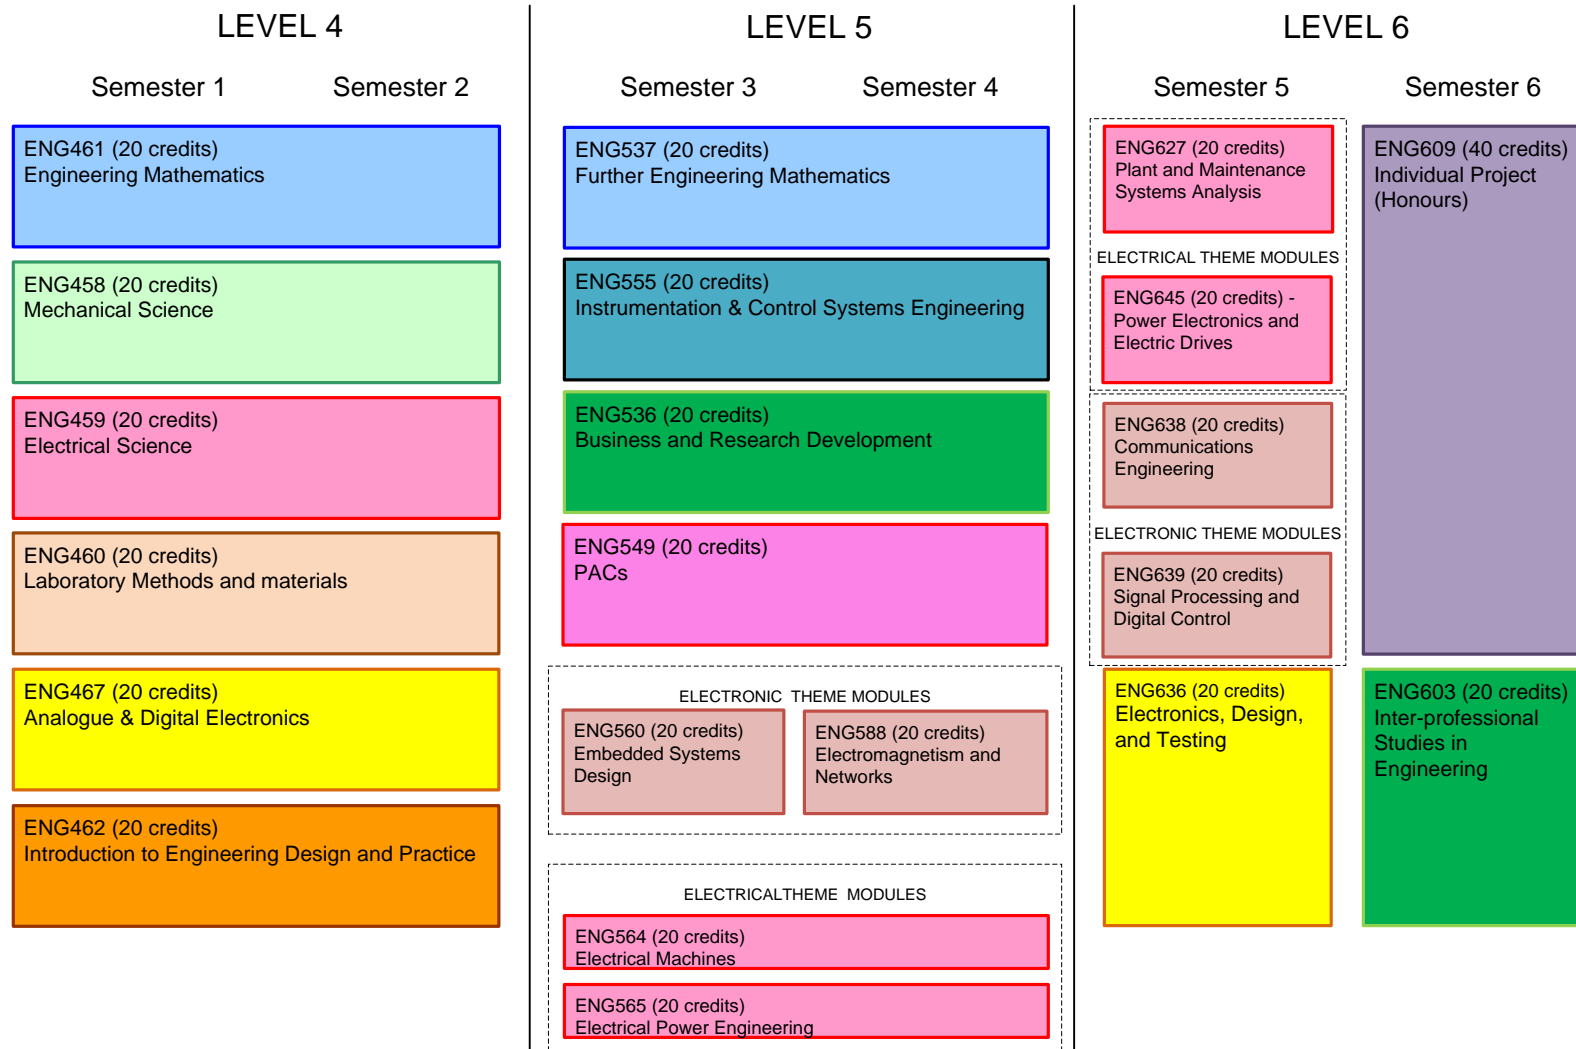 LEVEL 4
Semester 1
Semester 2
ENG461 (20 credits)
Engineering Mathematics
ENG458 (20 credits)
Mechanical Science
ENG459 (20 credits)
Electrical Science
ENG460 (20 credits)
Laboratory Methods and materials
ENG467 (20 credits)
Analogue & Digital Electronics
ENG462 (20 credits)
Introduction to Engineering Design and Practice
LEVEL 5
Semester 3
Semester 4
ENG537 (20 credits)
Further Engineering Mathematics
ENG555 (20 credits)
Instrumentation & Control Systems Engineering
ENG536 (20 credits)
Business and Research Development
ENG549 (20 credits)
PACs
ELECTRONIC THEME MODULES
ENG560 (20 credits)
Embedded Systems
Design
ENG588 (20 credits)
Electromagnetism and
Networks
ELECTRICALTHEME MODULES
ENG564 (20 credits)
Electrical Machines
ENG565 (20 credits)
Electrical Power Engineering
LEVEL 6
Semester 5
Semester 6
ENG627 (20 credits)
Plant and Maintenance
Systems Analysis
ELECTRICAL THEME MODULES
ENG645 (20 credits) -
Power Electronics and
Electric Drives
ENG638 (20 credits)
Communications
Engineering
ELECTRONIC THEME MODULES
ENG639 (20 credits)
Signal Processing and
Digital Control
ENG636 (20 credits)
Electronics, Design,
and Testing
ENG609 (40 credits)
Individual Project
(Honours)
ENG603 (20 credits)
Inter-professional
Studies in
Engineering